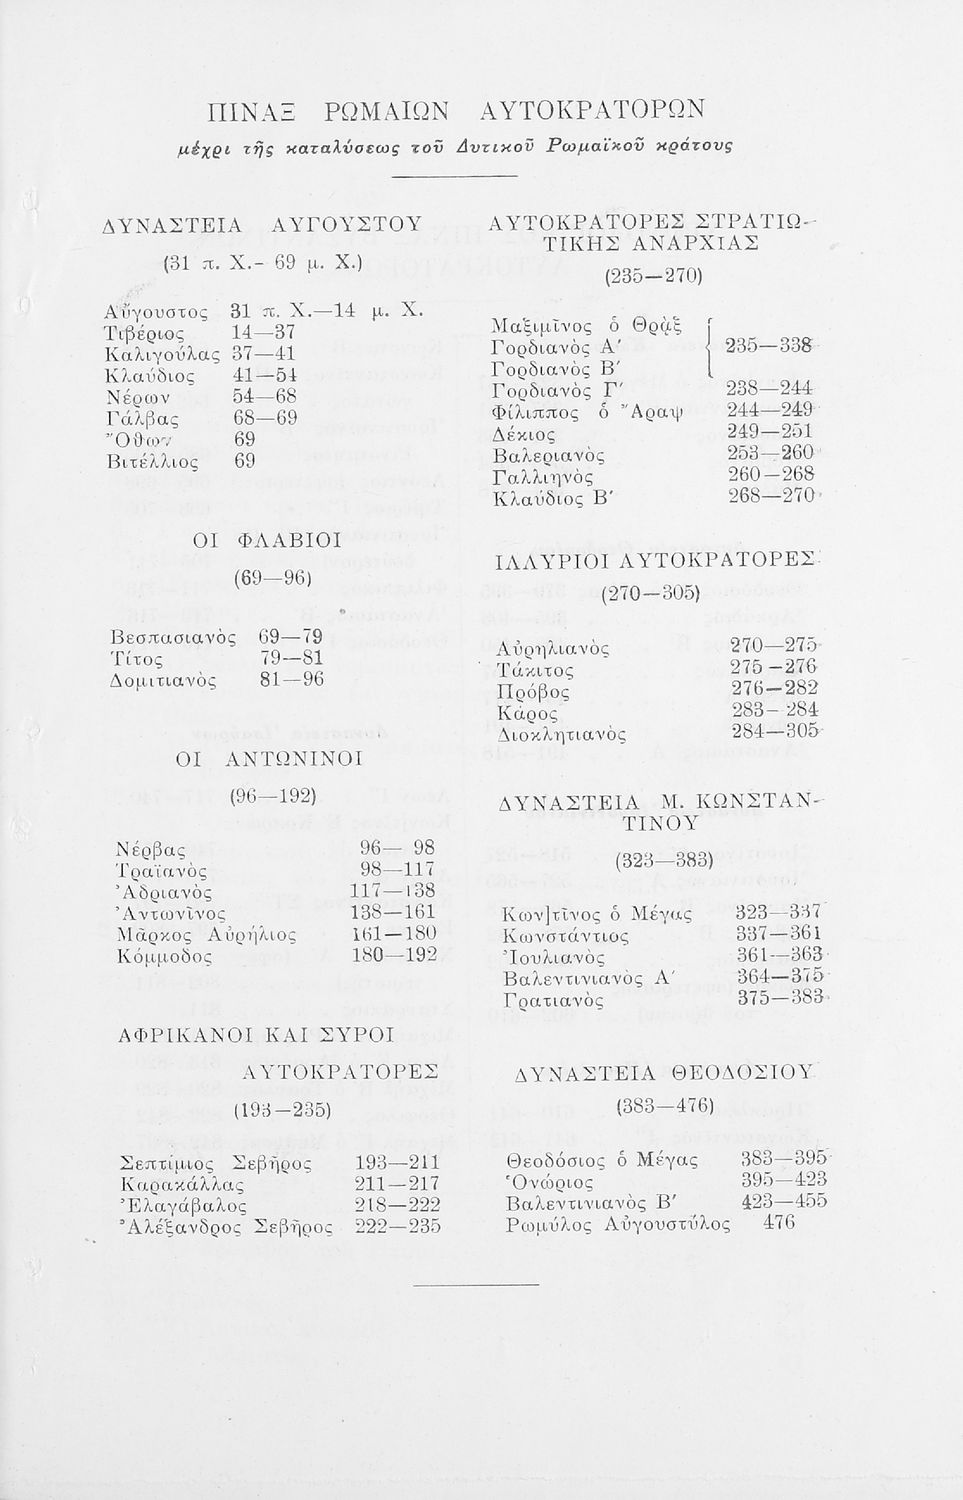 ΠΙΝΑΞ ΡΩΜΑΙΩΝ ΑΥΤΟΚΡΑΤΟΡΩΝ
μέχρι τῆς καταλύσεως τοῦ Δυτικοῦ Ρωμαϊκοῦ κράτους
ΔΥΝΑΣΤΕΙΑ ΑΥΓΟΥΣΤΟΥ
(31 π. Χ.- 69 μ. Χ.)
Αὔγουστος 31 π. Χ.—14 μ. Χ.
Τιβέριος 14—37
Καλιγούλας 37—41
Κλαύδιος 41—54
Νέρων 54—68
Γάλβας 68—69
Ὄθων 69
Βιτέλλιος 69
ΟΙ ΦΛΑΒΙΟΙ
(69—96)
Βεσπασιανὸς 69—79
Τίτος 79—81
Δομιτιανὸς 81—96
ΟΙ ΑΝΤΩΝΙΝΟΙ
(96—192)
Νέρβας 96— 98
Τραϊανὸς 98—117
Ἀδριανὸς 117—138
Ἀντωνῖνος 138—161
Μᾶρκος Αὐρήλιος 161—180
Κόμμοδος 180—192
ΑΦΡΙΚΑΝΟΙ ΚΑΙ ΣΥΡΟΙ
ΑΥΤΟΚΡΑΤΟΡΕΣ
(193—235)
Σεπτίμιος Σεβῆρος 193—211
Καρακάλλας 211—217
Ἐλαγάβαλος 218—222
Ἀλέξανδρος Σεβῆρος 222—235
ΑΥΤΟΚΡΑΤΟΡΕΣ ΣΤΡΑΤΙΩ-
ΤΙΚΗΣ ΑΝΑΡΧΙΑΣ
(235—270)
Μαξιμῖνος ὁ Θρᾷξ
Γορδιανὸς Α΄ 235—338
Γορδιανὸς Β΄
Γορδιανὸς Γ΄ 238—244
Φίλιππος ὁ Ἄραψ 244—249
Δέκιος 249—251
Βαλεριανὸς 253—260
Γαλλιηνὸς 260—268
Κλαύδιος Β΄ 268—270
ΙΛΛΥΡΙΟΙ ΑΥΤΟΚΡΑΤΟΡΕΣ
(270—305)
Αὐρηλιανὸς 270—275
Τάκιτος 275—276
Πρόβος 276—282
Κάρος 283—284
Διοκλητιανὸς 284—305
ΔΥΝΑΣΤΕΙΑ Μ. ΚΩΝΣΤΑΝ-
ΤΙΝΟΥ
(323—383)
Κων]τῖνος ὁ Μέγας 323—337
Κωνστάντιος 337—361
Ἰουλιανὸς 361—363
Βαλεντινιανὸς Α΄ 364—375
Γρατιανὸς 375—383
ΔΥΝΑΣΤΕΙΑ ΘΕΟΔΟΣΙΟΥ
(383—476)
Θεοδόσιος ὁ Μέγας 383—395
Ὁνώριος 395—423
Βαλεντινιανὸς Β΄ 423—455
Ρωμύλος Αὐγουστύλος 476